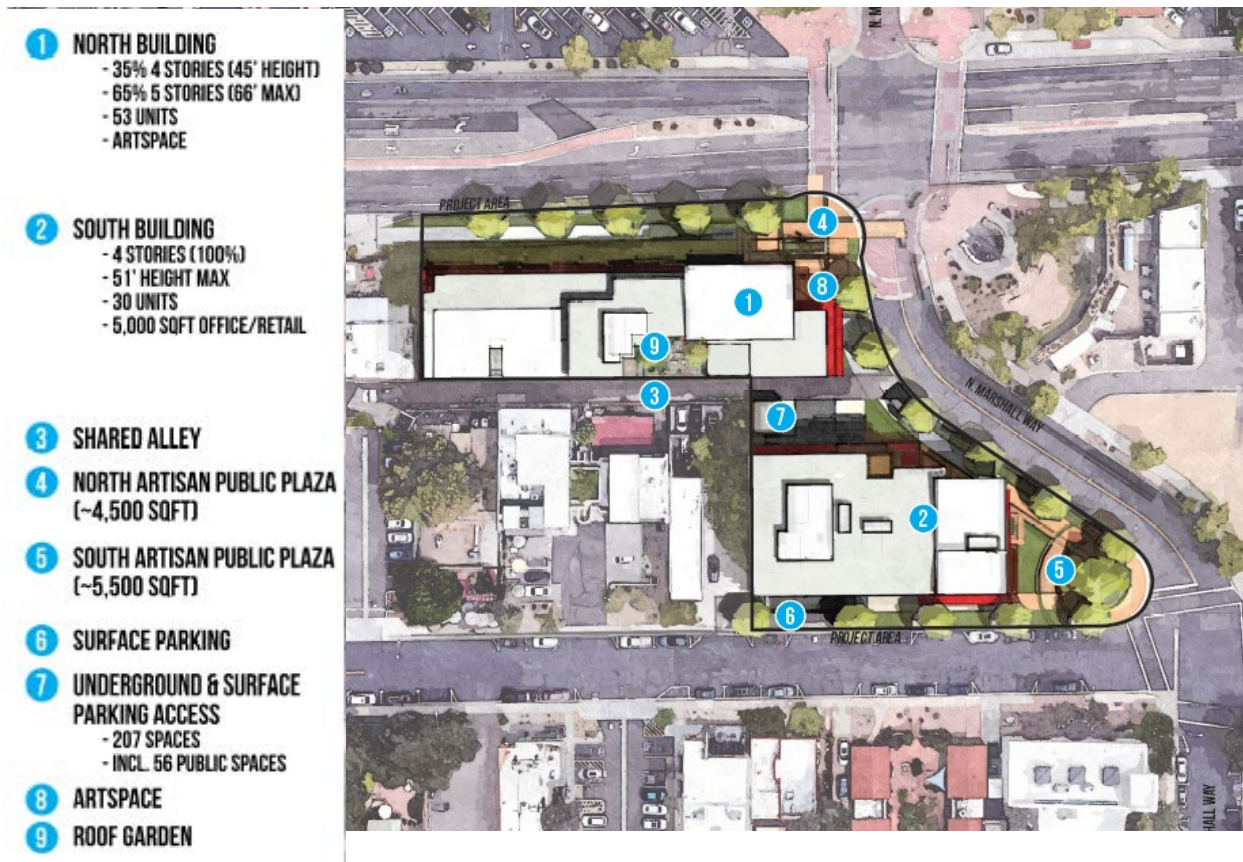 1 NORTH BUILDING
- 35% 4 STORIES (45' HEIGHT)
- 65% 5 STORIES (66' MAX)
- 53 UNITS
- ARTSPACE
2 SOUTH BUILDING
- 4 STORIES (100%)
- 51' HEIGHT MAX
- 30 UNITS
- 5,000 SQFT OFFICE/RETAIL
3 SHARED ALLEY
4 NORTH ARTISAN PUBLIC PLAZA
(~4,500 SQFT)
5 SOUTH ARTISAN PUBLIC PLAZA
(~5,500 SQFT)
6 SURFACE PARKING
7 UNDERGROUND & SURFACE
PARKING ACCESS
- 207 SPACES
- INCL. 56 PUBLIC SPACES
8 ARTSPACE
9 ROOF GARDEN
PROJECT AREA
4
8
1
9
3
N. MARSHALL WAY
7
2
5
6
PROJECT AREA
WAY